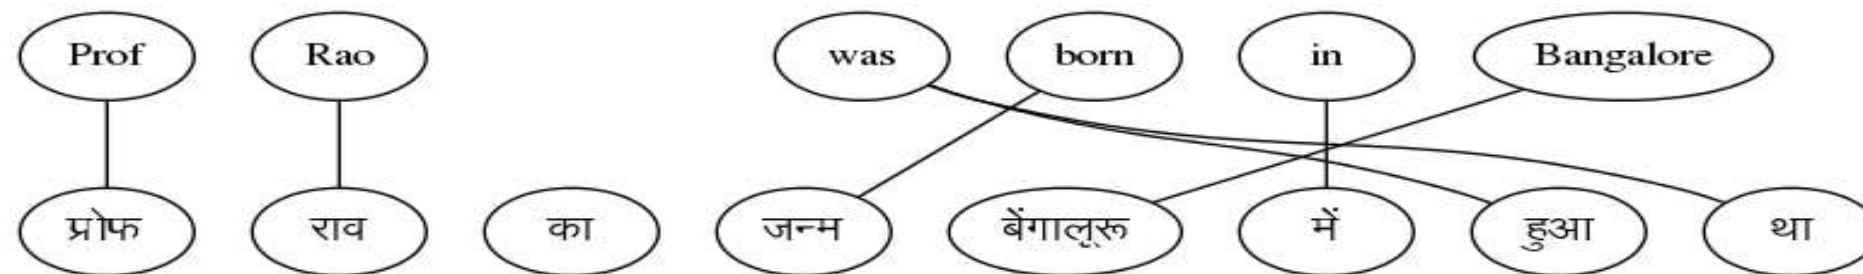 Prof Rao was born in Bangalore
प्रोफ राव का जन्म बेंगालूरू में हुआ था